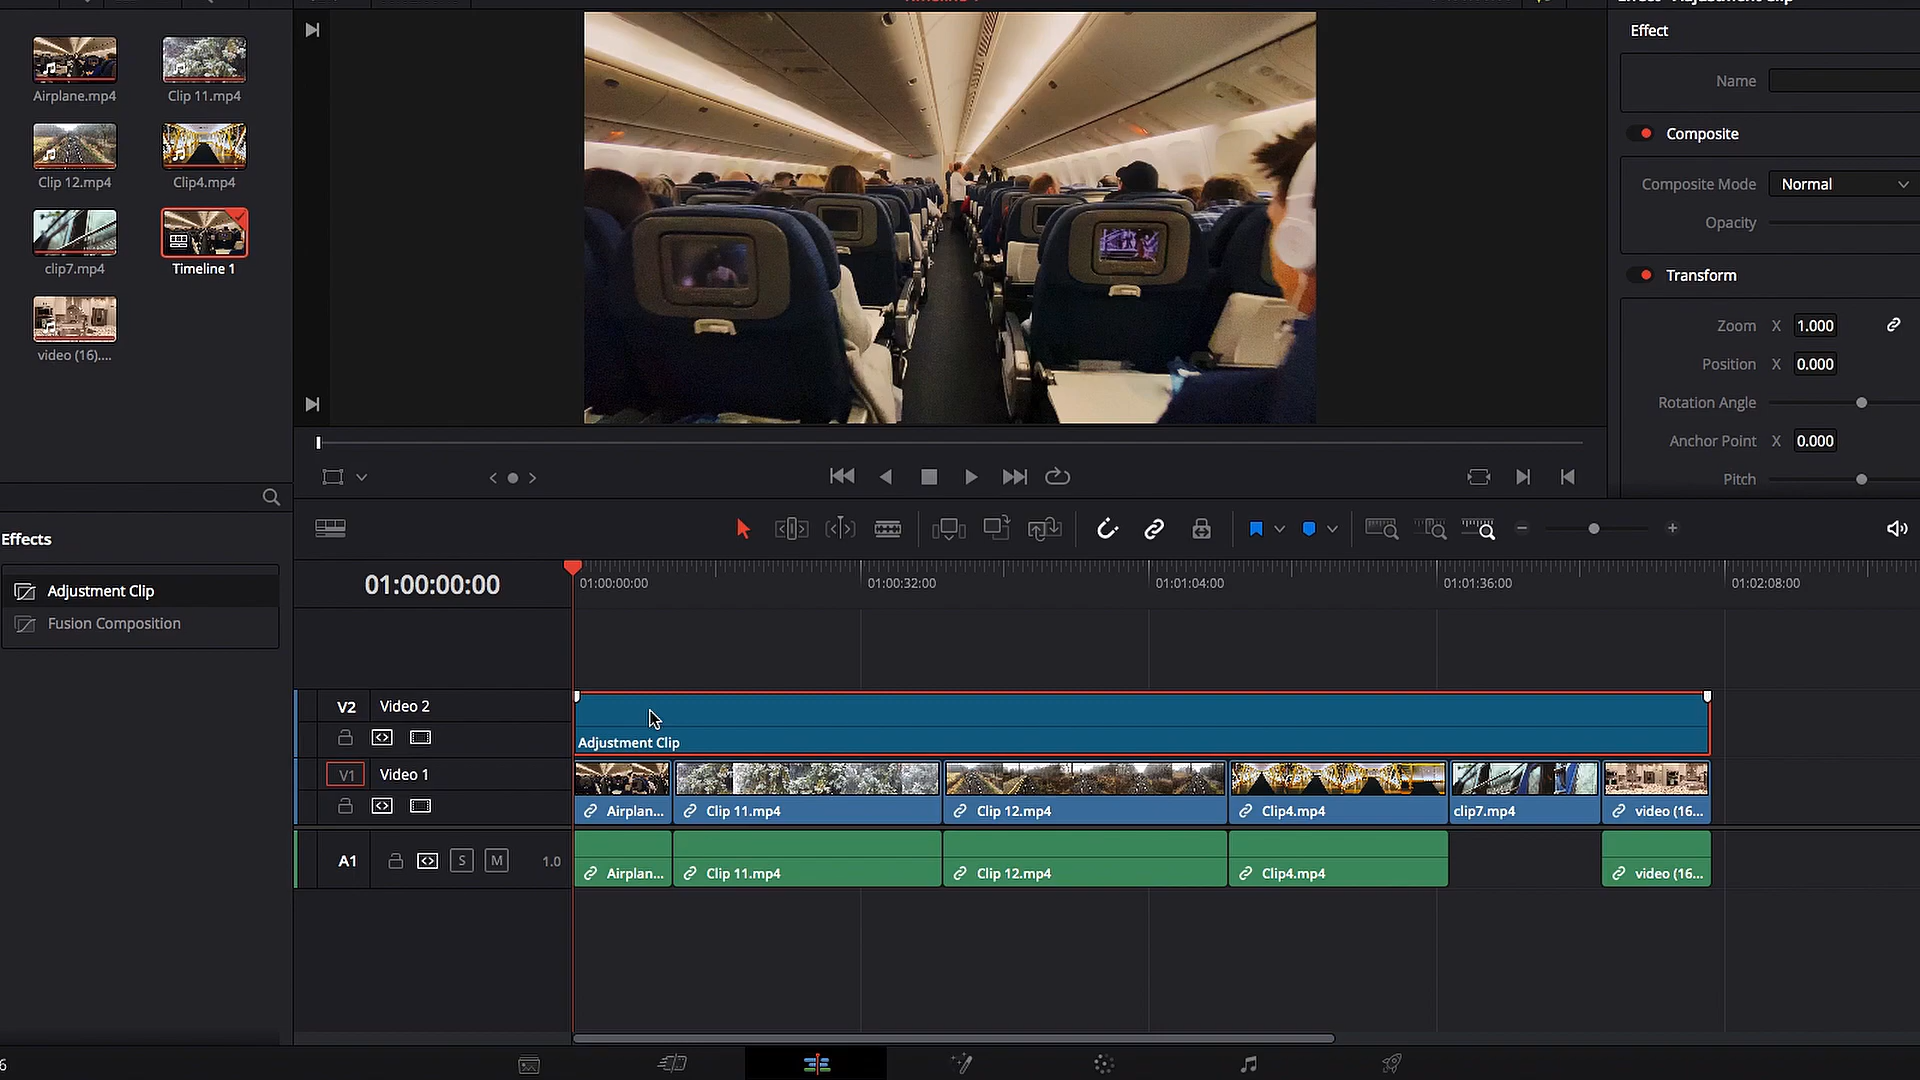 Airplane.mp4
Clip 11.mp4
Clip 12.mp4
Clip4.mp4
clip7.mp4
Timeline 1
video (16)....
Effect
Name
Composite
Composite Mode
Normal
Opacity
Transform
Zoom X 1.000
Position X 0.000
Rotation Angle
Anchor Point X 0.000
Pitch
Effects
Adjustment Clip
Fusion Composition
01:00:00:00
01:00:00:00
01:00:32:00
01:01:04:00
01:01:36:00
01:02:08:00
V2 Video 2
Adjustment Clip
V1 Video 1
Airplan...
Clip 11.mp4
Clip 12.mp4
Clip4.mp4
clip7.mp4
video (16...
A1 S M 1.0
Airplan...
Clip 11.mp4
Clip 12.mp4
Clip4.mp4
video (16...
6